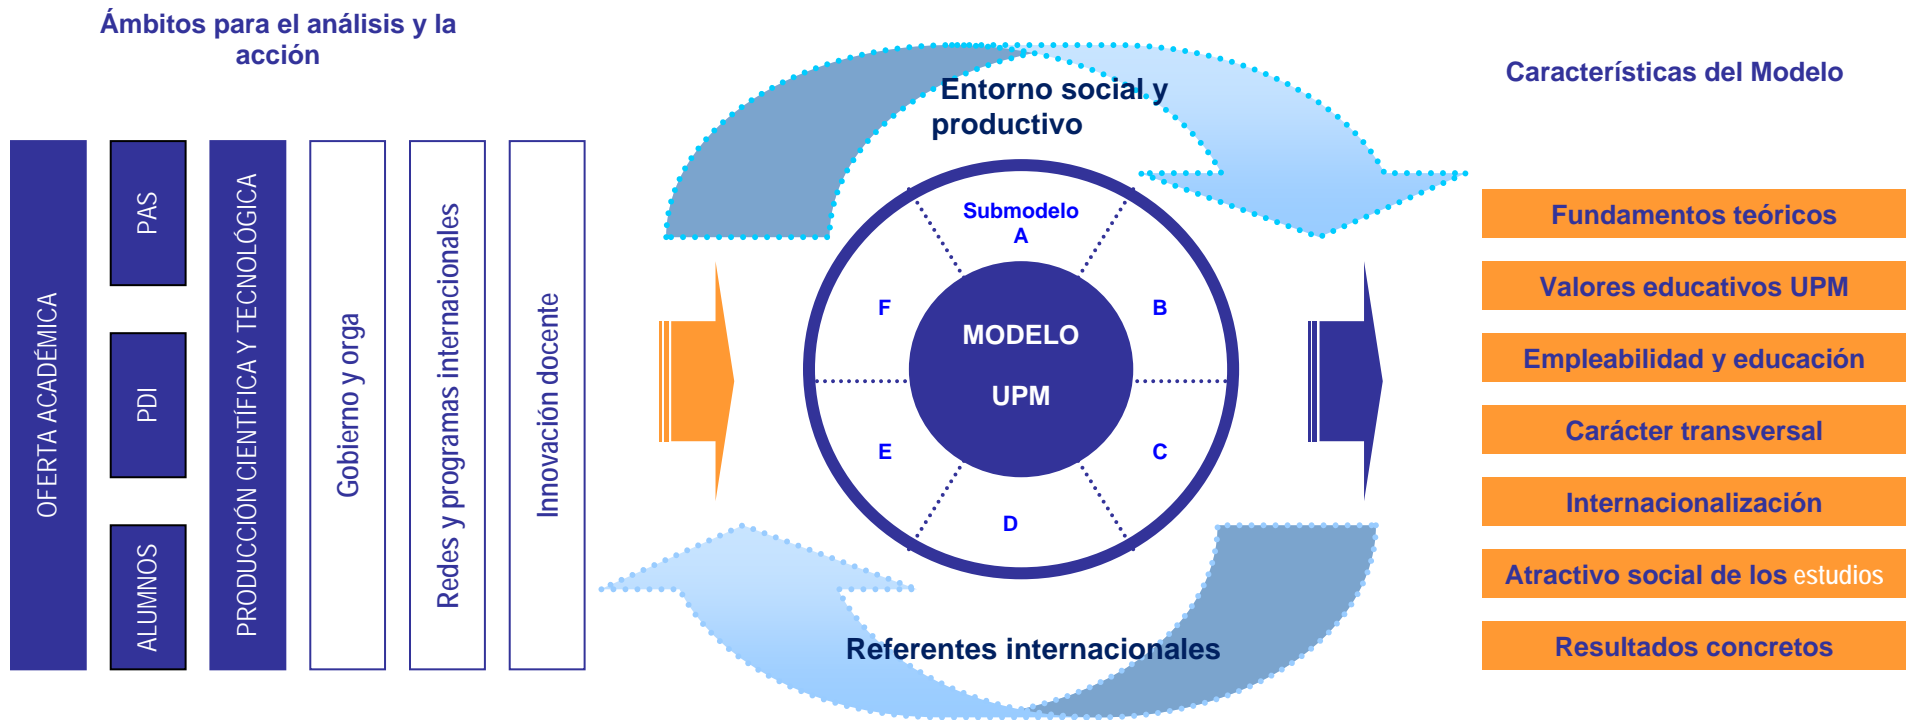 Ámbitos para el análisis y la
acción
OFERTA ACADÉMICA
PAS
PDI
ALUMNOS
PRODUCCIÓN CIENTÍFICA Y TECNOLÓGICA
Gobierno y orga
Redes y programas internacionales
Innovación docente
Entorno social y
productivo
Submodelo
A
B
C
D
E
F
MODELO
UPM
Referentes internacionales
Características del Modelo
Fundamentos teóricos
Valores educativos UPM
Empleabilidad y educación
Carácter transversal
Internacionalización
Atractivo social de los estudios
Resultados concretos